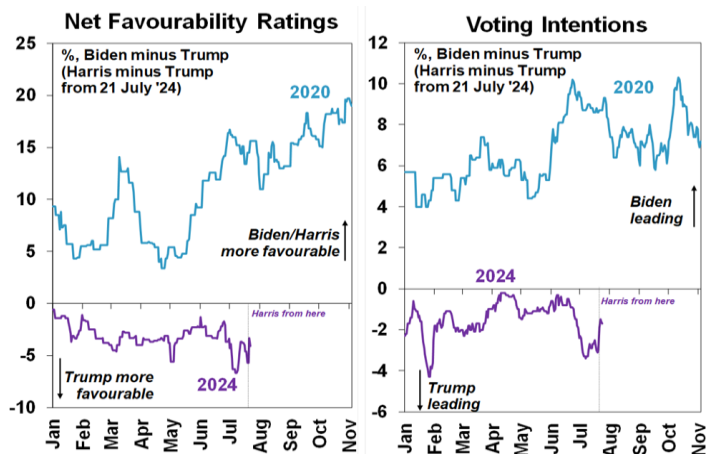 Net Favourability Ratings
25
20
15
10
5
0
-5
-10
%, Biden minus Trump
(Harris minus Trump
from 21 July '24)
2020
Biden/Harris
more favourable
Harris from here
Trump more
favourable
2024
Jan
Feb
Mar
Apr
May
Jun
Jul
Aug
Sep
Oct
Nov
Voting Intentions
12
10
8
6
4
2
0
-2
-4
-6
%, Biden minus Trump
(Harris minus Trump
from 21 July '24)
2020
Biden
leading
2024
Harris from here
Trump
leading
Jan
Feb
Mar
Apr
May
Jun
Jul
Aug
Sep
Oct
Nov